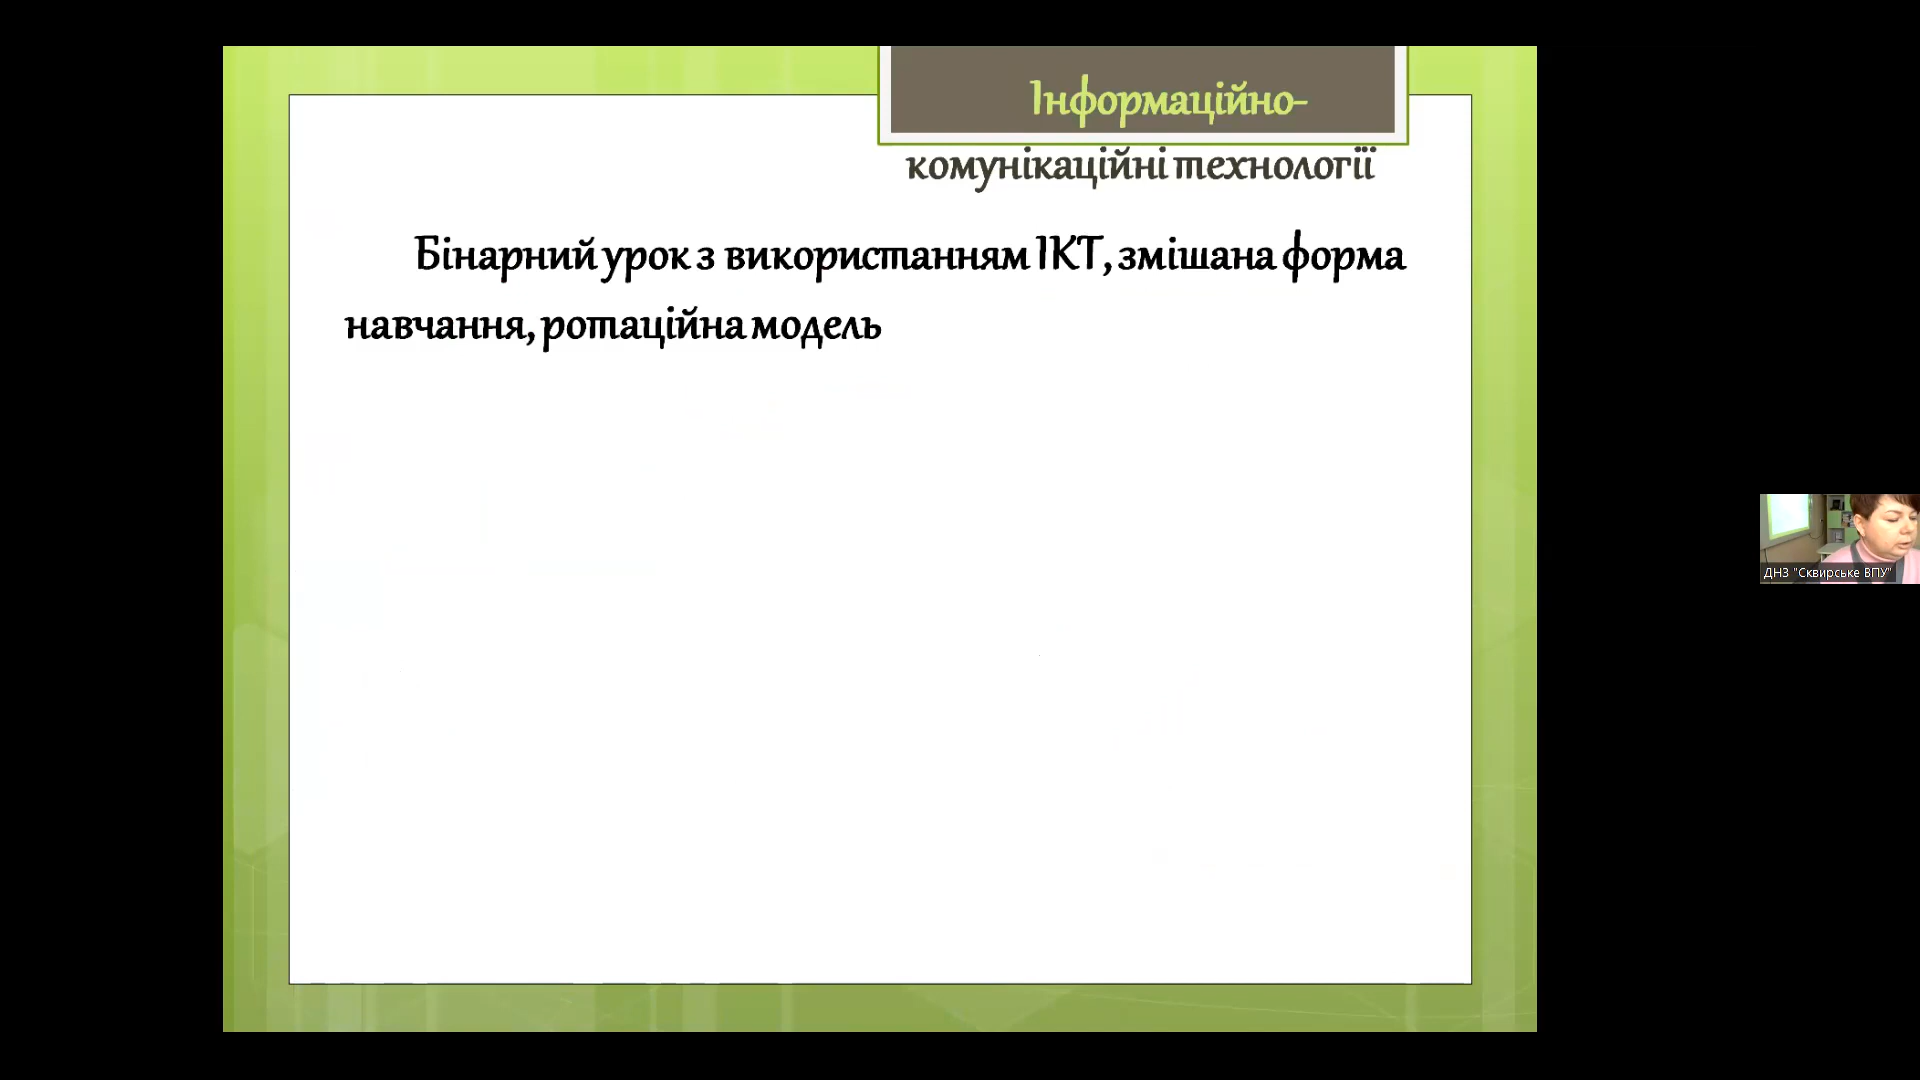 Інформаційно-
комунікаційні технології
Бінарний урок з використанням ІКТ, змішана форма
навчання, ротаційна модель
ДНЗ "Сквирське ВПУ"